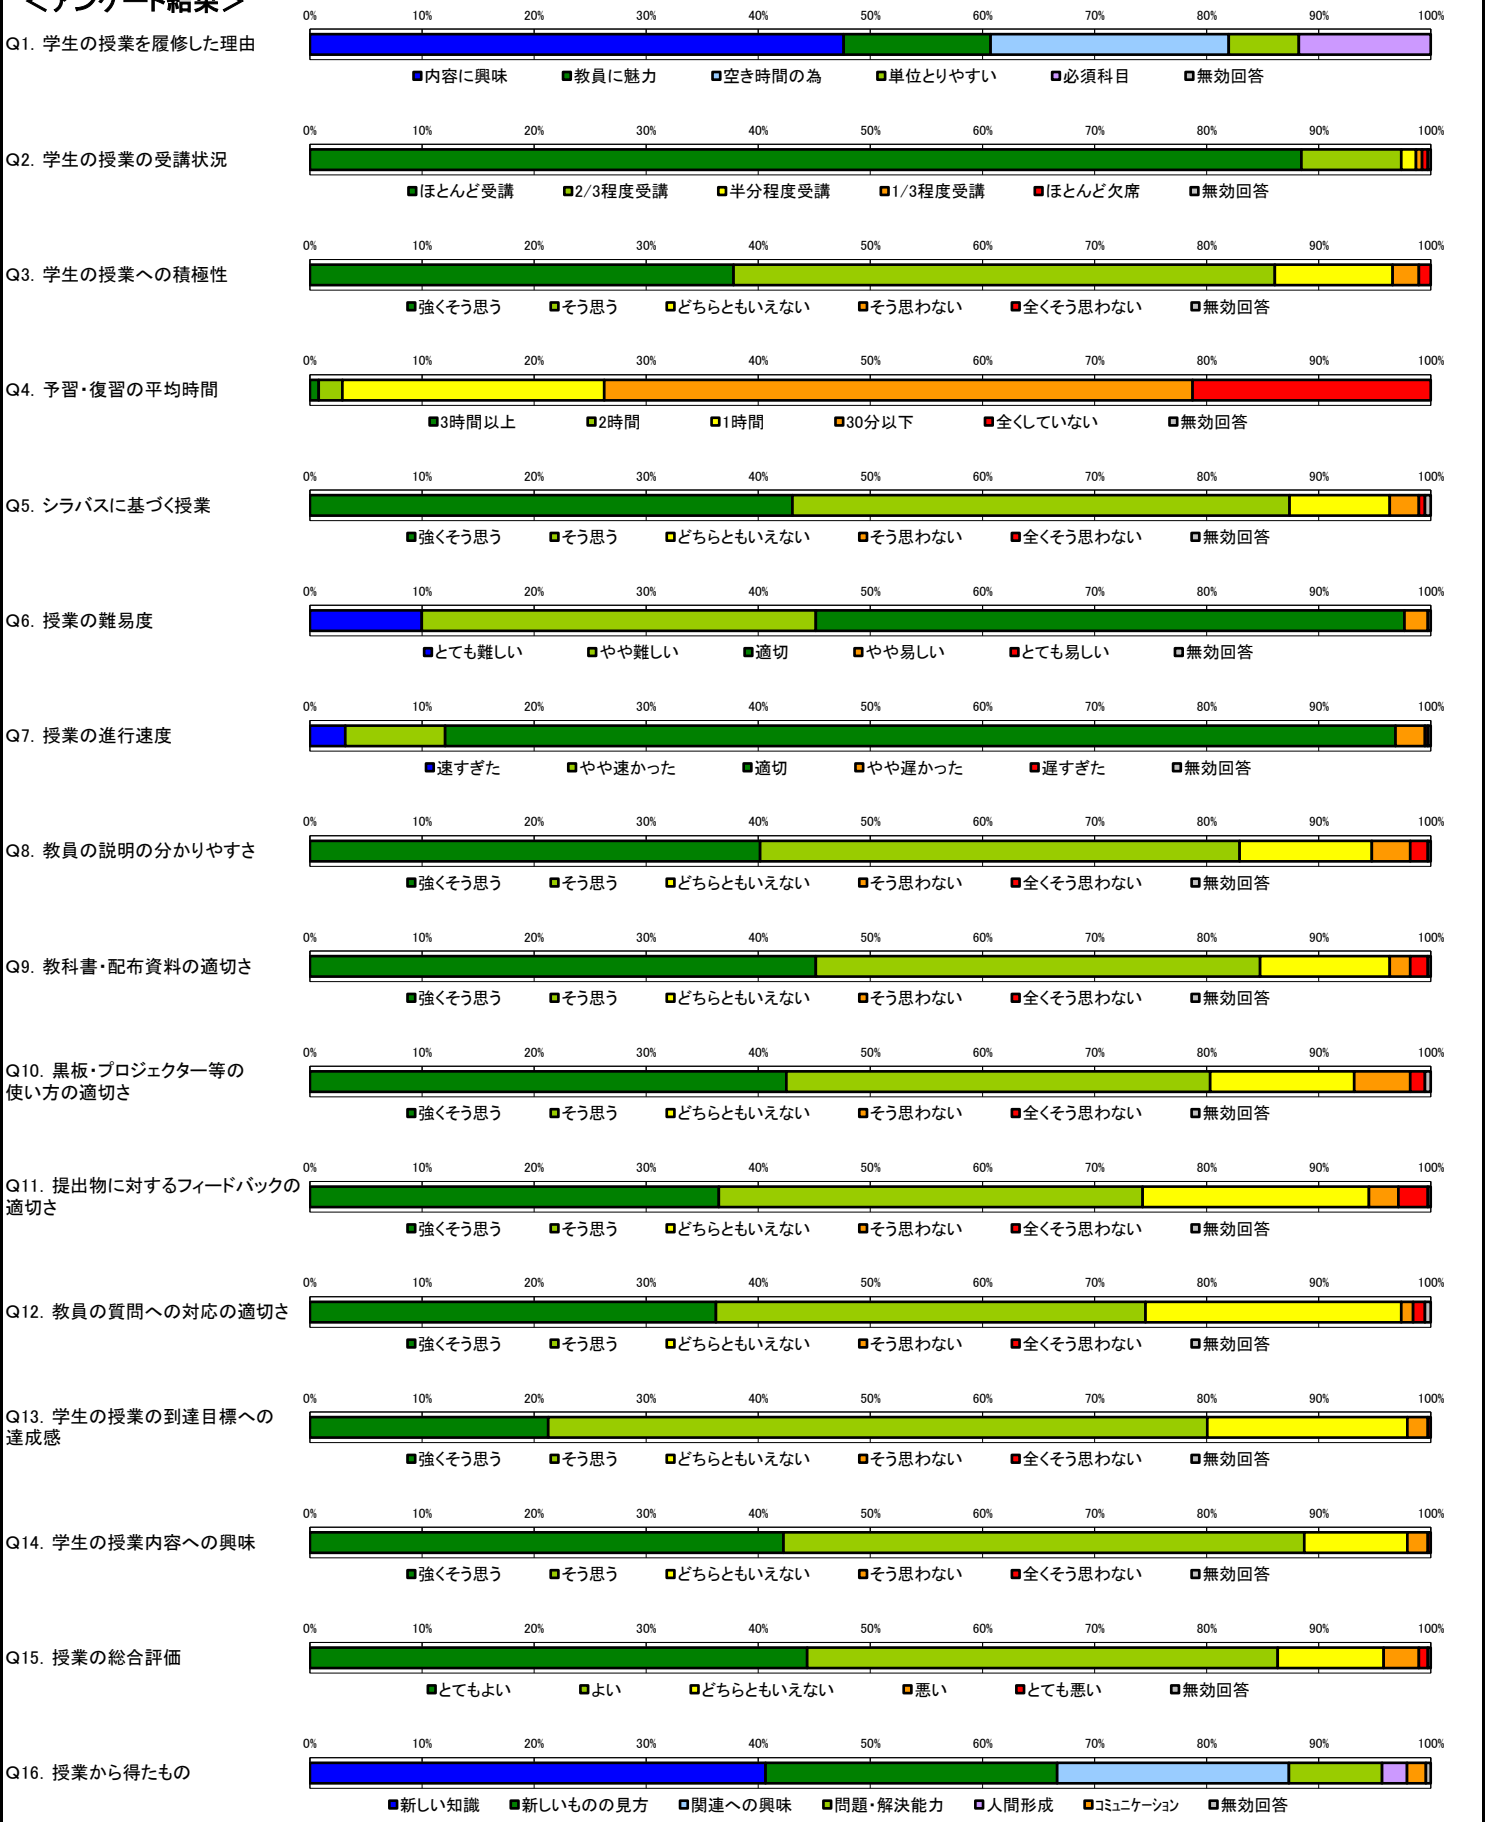 ＜アンケート結果＞
0% 10% 20% 30% 40% 50% 60% 70% 80% 90% 100%
Q1. 学生の授業を履修した理由
内容に興味 教員に魅力 空き時間の為 単位とりやすい 必須科目 無効回答
0% 10% 20% 30% 40% 50% 60% 70% 80% 90% 100%
Q2. 学生の授業の受講状況
ほとんど受講 2/3程度受講 半分程度受講 1/3程度受講 ほとんど欠席 無効回答
0% 10% 20% 30% 40% 50% 60% 70% 80% 90% 100%
Q3. 学生の授業への積極性
強くそう思う そう思う どちらともいえない そう思わない 全くそう思わない 無効回答
0% 10% 20% 30% 40% 50% 60% 70% 80% 90% 100%
Q4. 予習・復習の平均時間
3時間以上 2時間 1時間 30分以下 全くしていない 無効回答
0% 10% 20% 30% 40% 50% 60% 70% 80% 90% 100%
Q5. シラバスに基づく授業
強くそう思う そう思う どちらともいえない そう思わない 全くそう思わない 無効回答
0% 10% 20% 30% 40% 50% 60% 70% 80% 90% 100%
Q6. 授業の難易度
とても難しい やや難しい 適切 やや易しい とても易しい 無効回答
0% 10% 20% 30% 40% 50% 60% 70% 80% 90% 100%
Q7. 授業の進行速度
速すぎた やや速かった 適切 やや遅かった 遅すぎた 無効回答
0% 10% 20% 30% 40% 50% 60% 70% 80% 90% 100%
Q8. 教員の説明の分かりやすさ
強くそう思う そう思う どちらともいえない そう思わない 全くそう思わない 無効回答
0% 10% 20% 30% 40% 50% 60% 70% 80% 90% 100%
Q9. 教科書・配布資料の適切さ
強くそう思う そう思う どちらともいえない そう思わない 全くそう思わない 無効回答
0% 10% 20% 30% 40% 50% 60% 70% 80% 90% 100%
Q10. 黒板・プロジェクター等の
使い方の適切さ
強くそう思う そう思う どちらともいえない そう思わない 全くそう思わない 無効回答
0% 10% 20% 30% 40% 50% 60% 70% 80% 90% 100%
Q11. 提出物に対するフィードバックの
適切さ
強くそう思う そう思う どちらともいえない そう思わない 全くそう思わない 無効回答
0% 10% 20% 30% 40% 50% 60% 70% 80% 90% 100%
Q12. 教員の質問への対応の適切さ
強くそう思う そう思う どちらともいえない そう思わない 全くそう思わない 無効回答
0% 10% 20% 30% 40% 50% 60% 70% 80% 90% 100%
Q13. 学生の授業の到達目標への
達成感
強くそう思う そう思う どちらともいえない そう思わない 全くそう思わない 無効回答
0% 10% 20% 30% 40% 50% 60% 70% 80% 90% 100%
Q14. 学生の授業内容への興味
強くそう思う そう思う どちらともいえない そう思わない 全くそう思わない 無効回答
0% 10% 20% 30% 40% 50% 60% 70% 80% 90% 100%
Q15. 授業の総合評価
とてもよい よい どちらともいえない 悪い とても悪い 無効回答
0% 10% 20% 30% 40% 50% 60% 70% 80% 90% 100%
Q16. 授業から得たもの
新しい知識 新しいものの見方 関連への興味 問題・解決能力 人間形成 コミュニケーション 無効回答